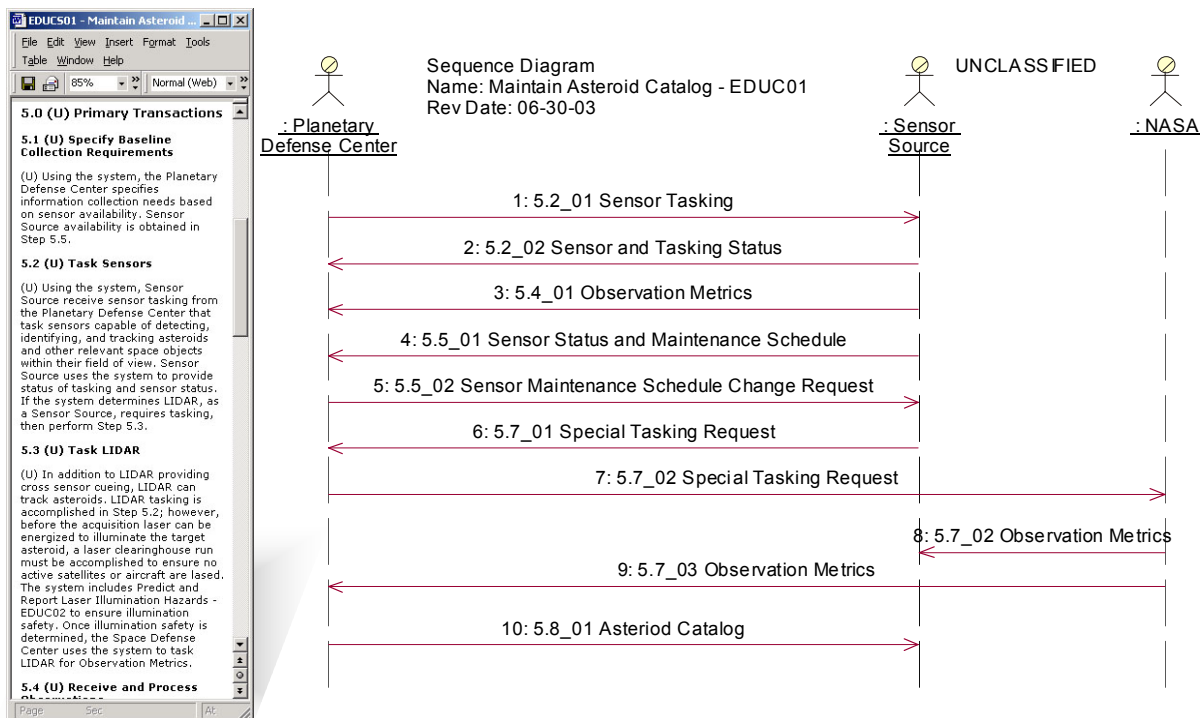 EDUCS01 - Maintain Asteroid ...
File Edit View Insert Format Tools
Table Window Help
85% Normal (Web)
5.0 (U) Primary Transactions
5.1 (U) Specify Baseline
Collection Requirements
(U) Using the system, the Planetary
Defense Center specifies
information collection needs based
on sensor availability. Sensor
Source availability is obtained in
Step 5.5.
5.2 (U) Task Sensors
(U) Using the system, Sensor
Source receive sensor tasking from
the Planetary Defense Center that
task sensors capable of detecting,
identifying, and tracking asteroids
and other relevant space objects
within their field of view. Sensor
Source uses the system to provide
status of tasking and sensor status.
If the system determines LIDAR, as
a Sensor Source, requires tasking,
then perform Step 5.3.
5.3 (U) Task LIDAR
(U) In addition to LIDAR providing
cross sensor cueing, LIDAR can
track asteroids. LIDAR tasking is
accomplished in Step 5.2; however,
before the acquisition laser can be
energized to illuminate the target
asteroid, a laser clearinghouse run
must be accomplished to ensure no
active satellites or aircraft are lased.
The system includes Predict and
Report Laser Illumination Hazards -
EDUC02 to ensure illumination
safety. Once illumination safety is
determined, the Space Defense
Center uses the system to task
LIDAR for Observation Metrics.
5.4 (U) Receive and Process
Page Sec At
Sequence Diagram
Name: Maintain Asteroid Catalog - EDUC01
Rev Date: 06-30-03
UNCLASSIFIED
: Planetary
Defense Center
: Sensor
Source
: NASA
1: 5.2_01 Sensor Tasking
2: 5.2_02 Sensor and Tasking Status
3: 5.4_01 Observation Metrics
4: 5.5_01 Sensor Status and Maintenance Schedule
5: 5.5_02 Sensor Maintenance Schedule Change Request
6: 5.7_01 Special Tasking Request
7: 5.7_02 Special Tasking Request
8: 5.7_02 Observation Metrics
9: 5.7_03 Observation Metrics
10: 5.8_01 Asteriod Catalog